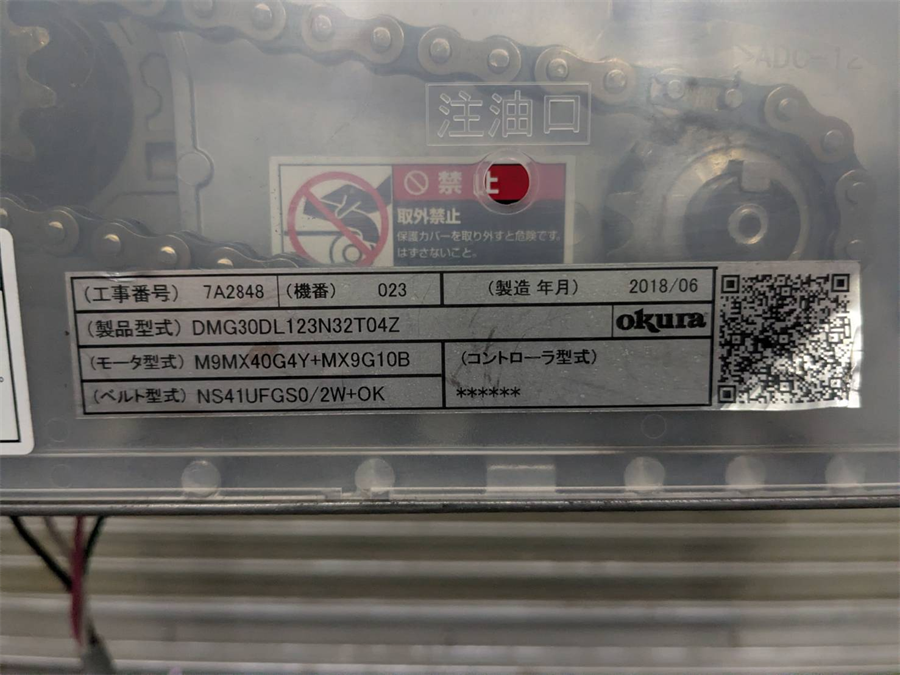 >ADC-12
注油口
禁止
取外禁止
保護カバーを取り外すと危険です。
はずさないこと。
(工事番号) 7A2848 (機番) 023 (製造 年月) 2018/06
(製品型式) DMG30DL123N32T04Z okura
(モータ型式) M9MX40G4Y+MX9G10B (コントローラ型式)
(ベルト型式) NS41UFGS0/2W+OK ******